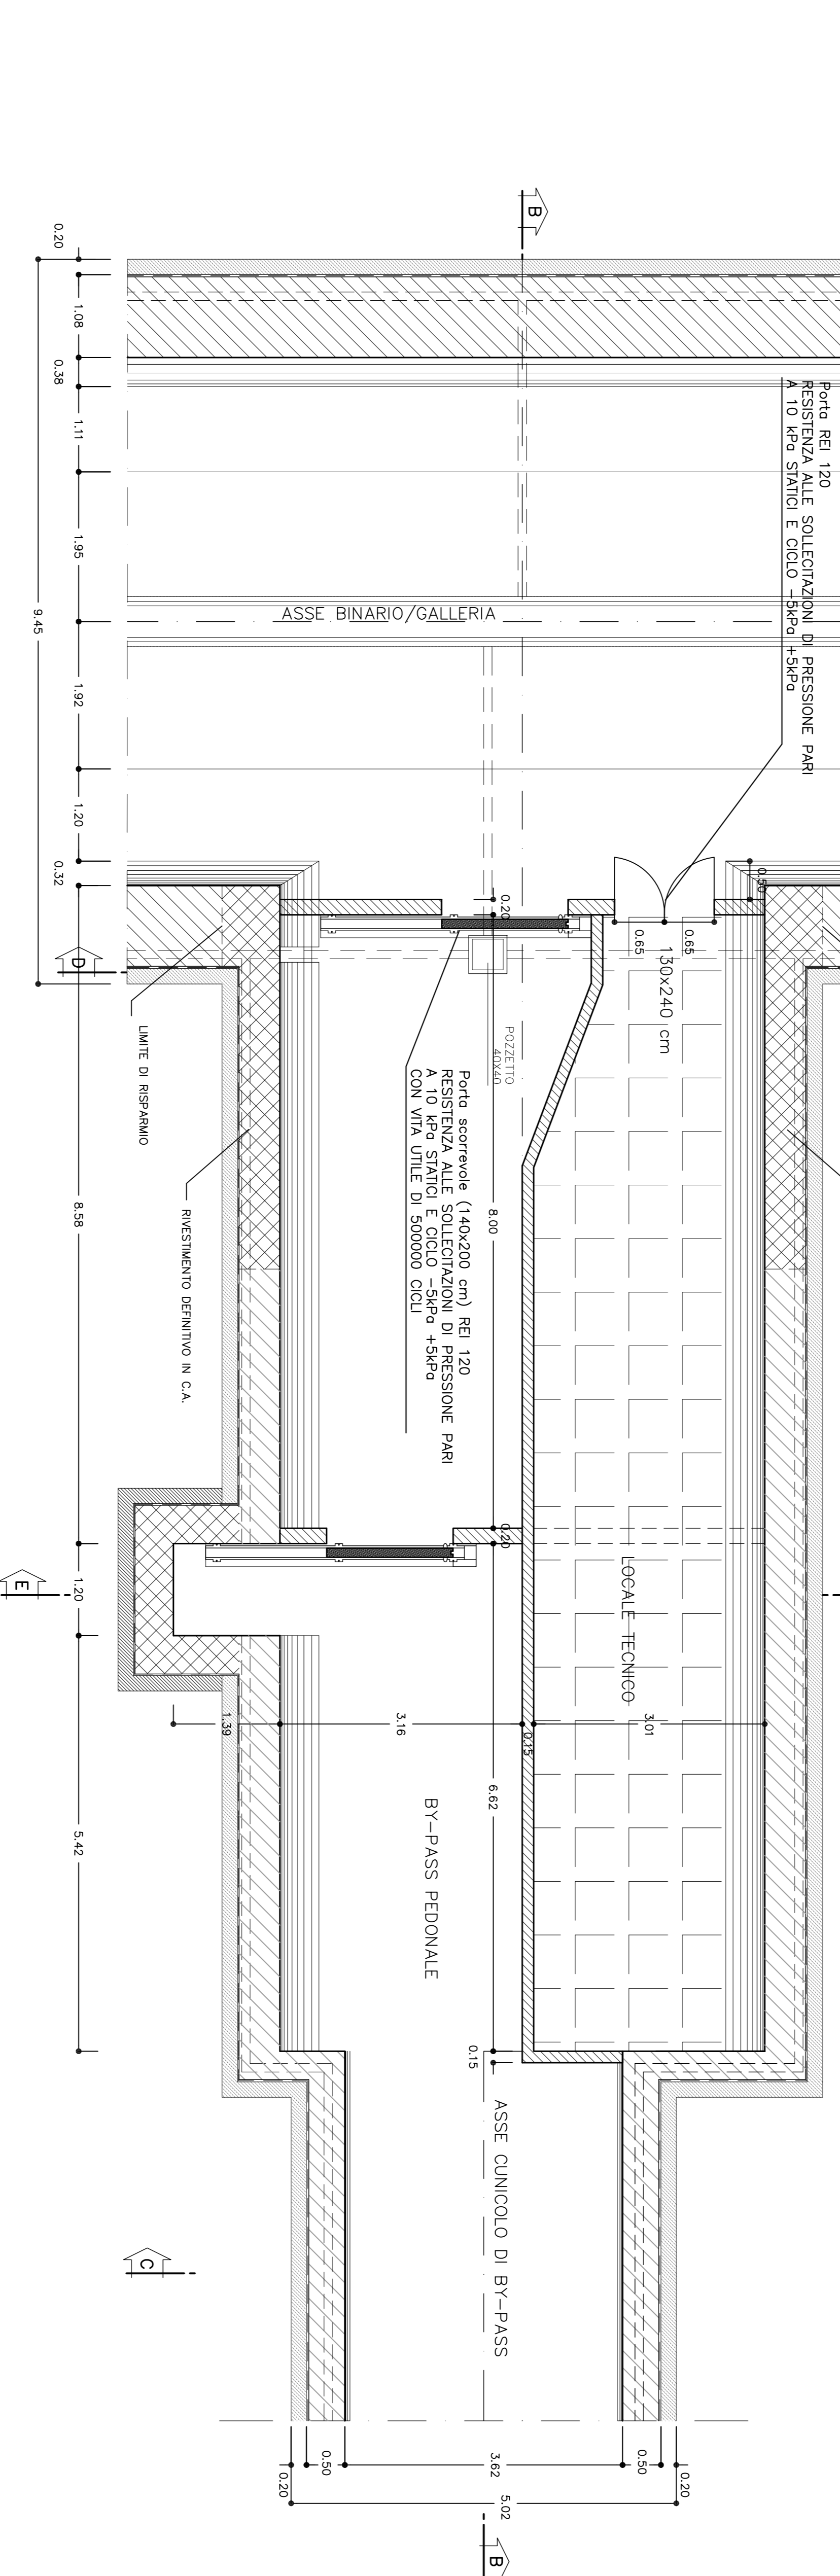 B
0.20
1.08
0.38
1.11
1.95
9.45
1.92
1.20
0.32
Porta REI 120
RESISTENZA ALLE SOLLECITAZIONI DI PRESSIONE PARI
A 10 kPa STATICI E CICLO -5kPa +5kPa
ASSE BINARIO/GALLERIA
0.50
0.20
0.65
0.65
130x240 cm
D
LIMITE DI RISPARMIO
POZZETTO
40X40
Porta scorrevole (140x200 cm) REI 120
RESISTENZA ALLE SOLLECITAZIONI DI PRESSIONE PARI
A 10 kPa STATICI E CICLO -5kPa +5kPa
CON VITA UTILE DI 500000 CICLI
8.58
RIVESTIMENTO DEFINITIVO IN C.A.
8.00
0.20
E
1.20
LOCALE TECNICO
1.39
3.16
0.15
3.01
5.42
6.62
BY-PASS PEDONALE
0.15
ASSE CUNICOLO DI BY-PASS
C
0.20
0.50
3.62
0.50
0.20
5.02
B